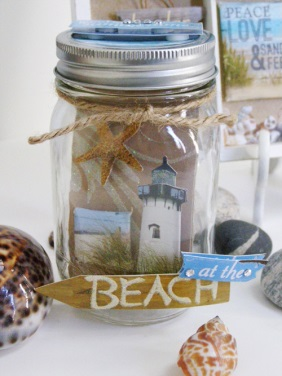 PEACE
LOVE
& SAND
& FEE
at the
BEACH